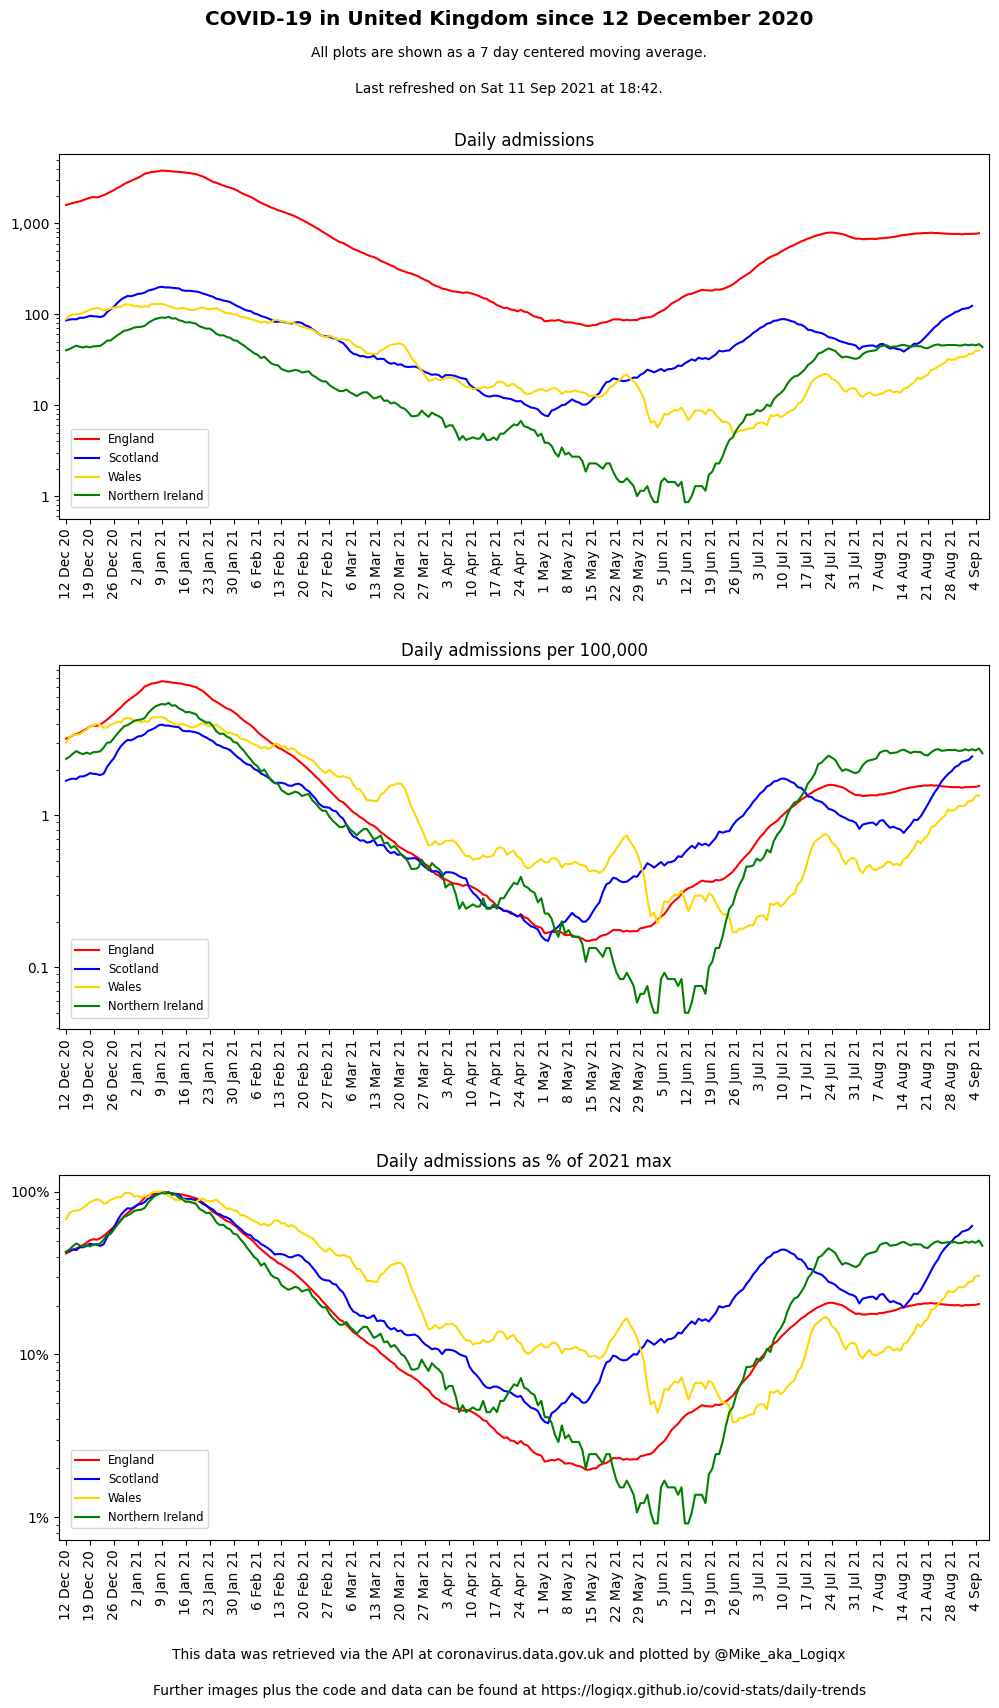 COVID-19 in United Kingdom since 12 December 2020
All plots are shown as a 7 day centered moving average.
Last refreshed on Sat 11 Sep 2021 at 18:42.
Daily admissions
1,000
100
10
1
England
Scotland
Wales
Northern Ireland
12 Dec 20
19 Dec 20
26 Dec 20
2 Jan 21
9 Jan 21
16 Jan 21
23 Jan 21
30 Jan 21
6 Feb 21
13 Feb 21
20 Feb 21
27 Feb 21
6 Mar 21
13 Mar 21
20 Mar 21
27 Mar 21
3 Apr 21
10 Apr 21
17 Apr 21
24 Apr 21
1 May 21
8 May 21
15 May 21
22 May 21
29 May 21
5 Jun 21
12 Jun 21
19 Jun 21
26 Jun 21
3 Jul 21
10 Jul 21
17 Jul 21
24 Jul 21
31 Jul 21
7 Aug 21
14 Aug 21
21 Aug 21
28 Aug 21
4 Sep 21
Daily admissions per 100,000
1
0.1
England
Scotland
Wales
Northern Ireland
12 Dec 20
19 Dec 20
26 Dec 20
2 Jan 21
9 Jan 21
16 Jan 21
23 Jan 21
30 Jan 21
6 Feb 21
13 Feb 21
20 Feb 21
27 Feb 21
6 Mar 21
13 Mar 21
20 Mar 21
27 Mar 21
3 Apr 21
10 Apr 21
17 Apr 21
24 Apr 21
1 May 21
8 May 21
15 May 21
22 May 21
29 May 21
5 Jun 21
12 Jun 21
19 Jun 21
26 Jun 21
3 Jul 21
10 Jul 21
17 Jul 21
24 Jul 21
31 Jul 21
7 Aug 21
14 Aug 21
21 Aug 21
28 Aug 21
4 Sep 21
Daily admissions as % of 2021 max
100%
10%
1%
England
Scotland
Wales
Northern Ireland
12 Dec 20
19 Dec 20
26 Dec 20
2 Jan 21
9 Jan 21
16 Jan 21
23 Jan 21
30 Jan 21
6 Feb 21
13 Feb 21
20 Feb 21
27 Feb 21
6 Mar 21
13 Mar 21
20 Mar 21
27 Mar 21
3 Apr 21
10 Apr 21
17 Apr 21
24 Apr 21
1 May 21
8 May 21
15 May 21
22 May 21
29 May 21
5 Jun 21
12 Jun 21
19 Jun 21
26 Jun 21
3 Jul 21
10 Jul 21
17 Jul 21
24 Jul 21
31 Jul 21
7 Aug 21
14 Aug 21
21 Aug 21
28 Aug 21
4 Sep 21
This data was retrieved via the API at coronavirus.data.gov.uk and plotted by @Mike_aka_Logiqx
Further images plus the code and data can be found at https://logiqx.github.io/covid-stats/daily-trends